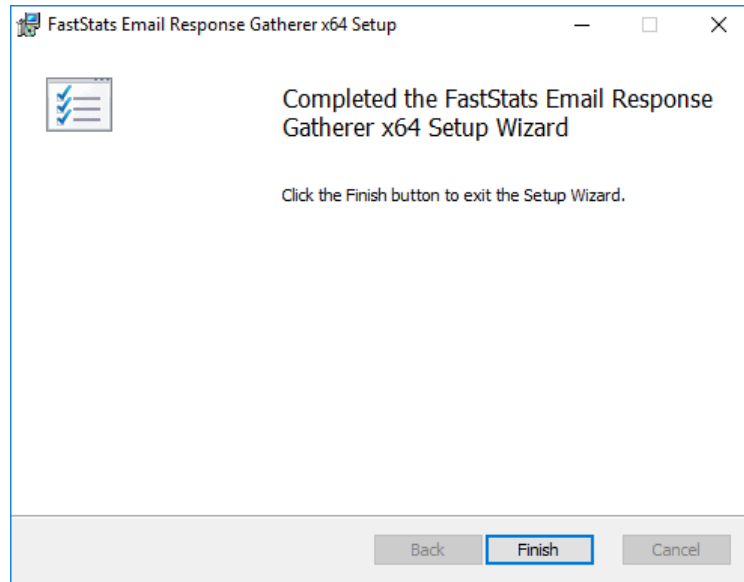 FastStats Email Response Gatherer x64 Setup
Completed the FastStats Email Response
Gatherer x64 Setup Wizard
Click the Finish button to exit the Setup Wizard.
Back Finish Cancel